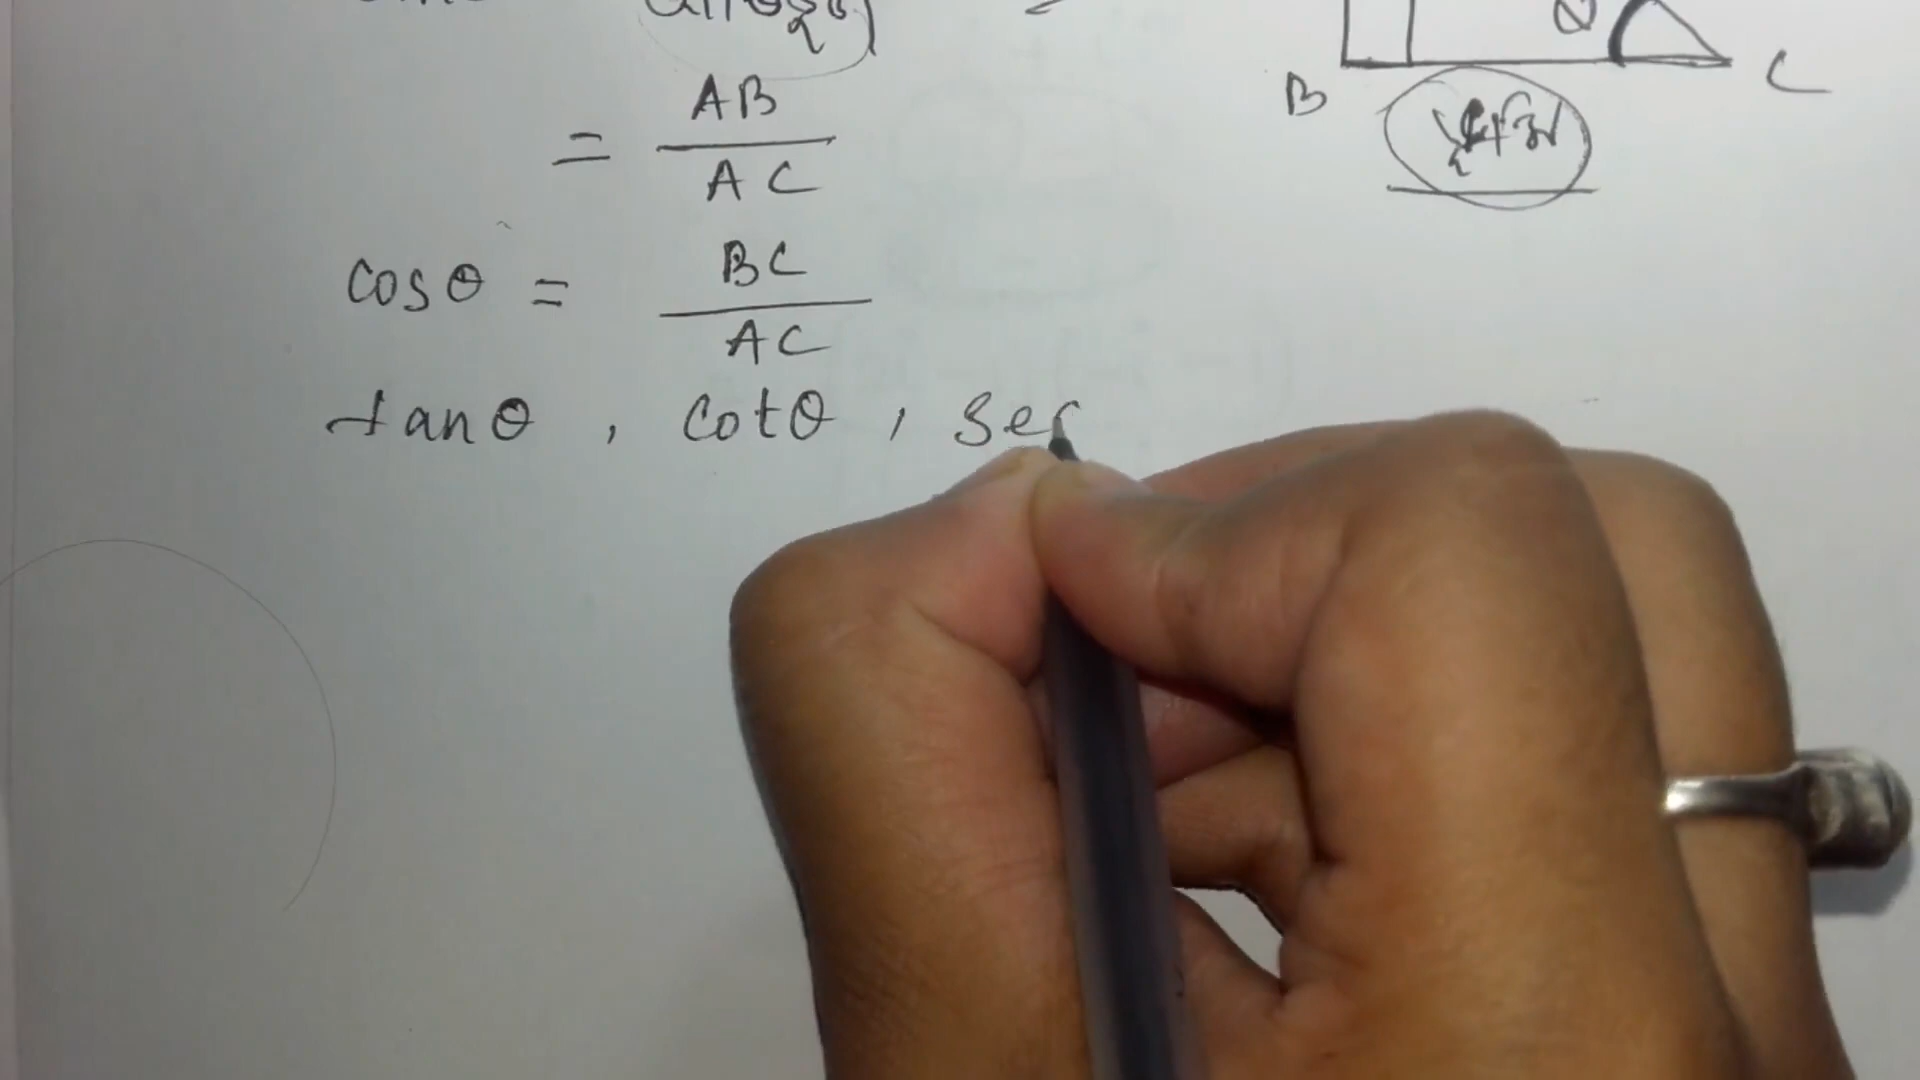 B C
= AB
AC
cosθ = BC
AC
tanθ , cotθ , sec